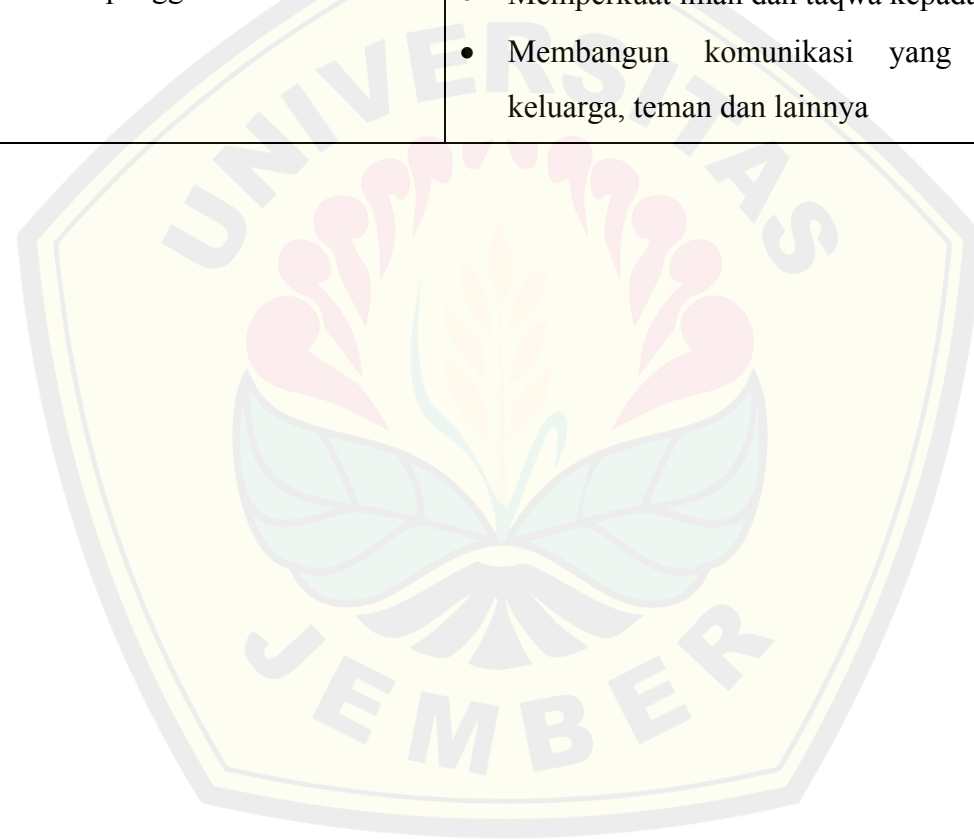 Memperkuat iman dan taqwa kepada
• Membangun komunikasi yang
keluarga, teman dan lainnya
UNIVERSITAS
JEMBER